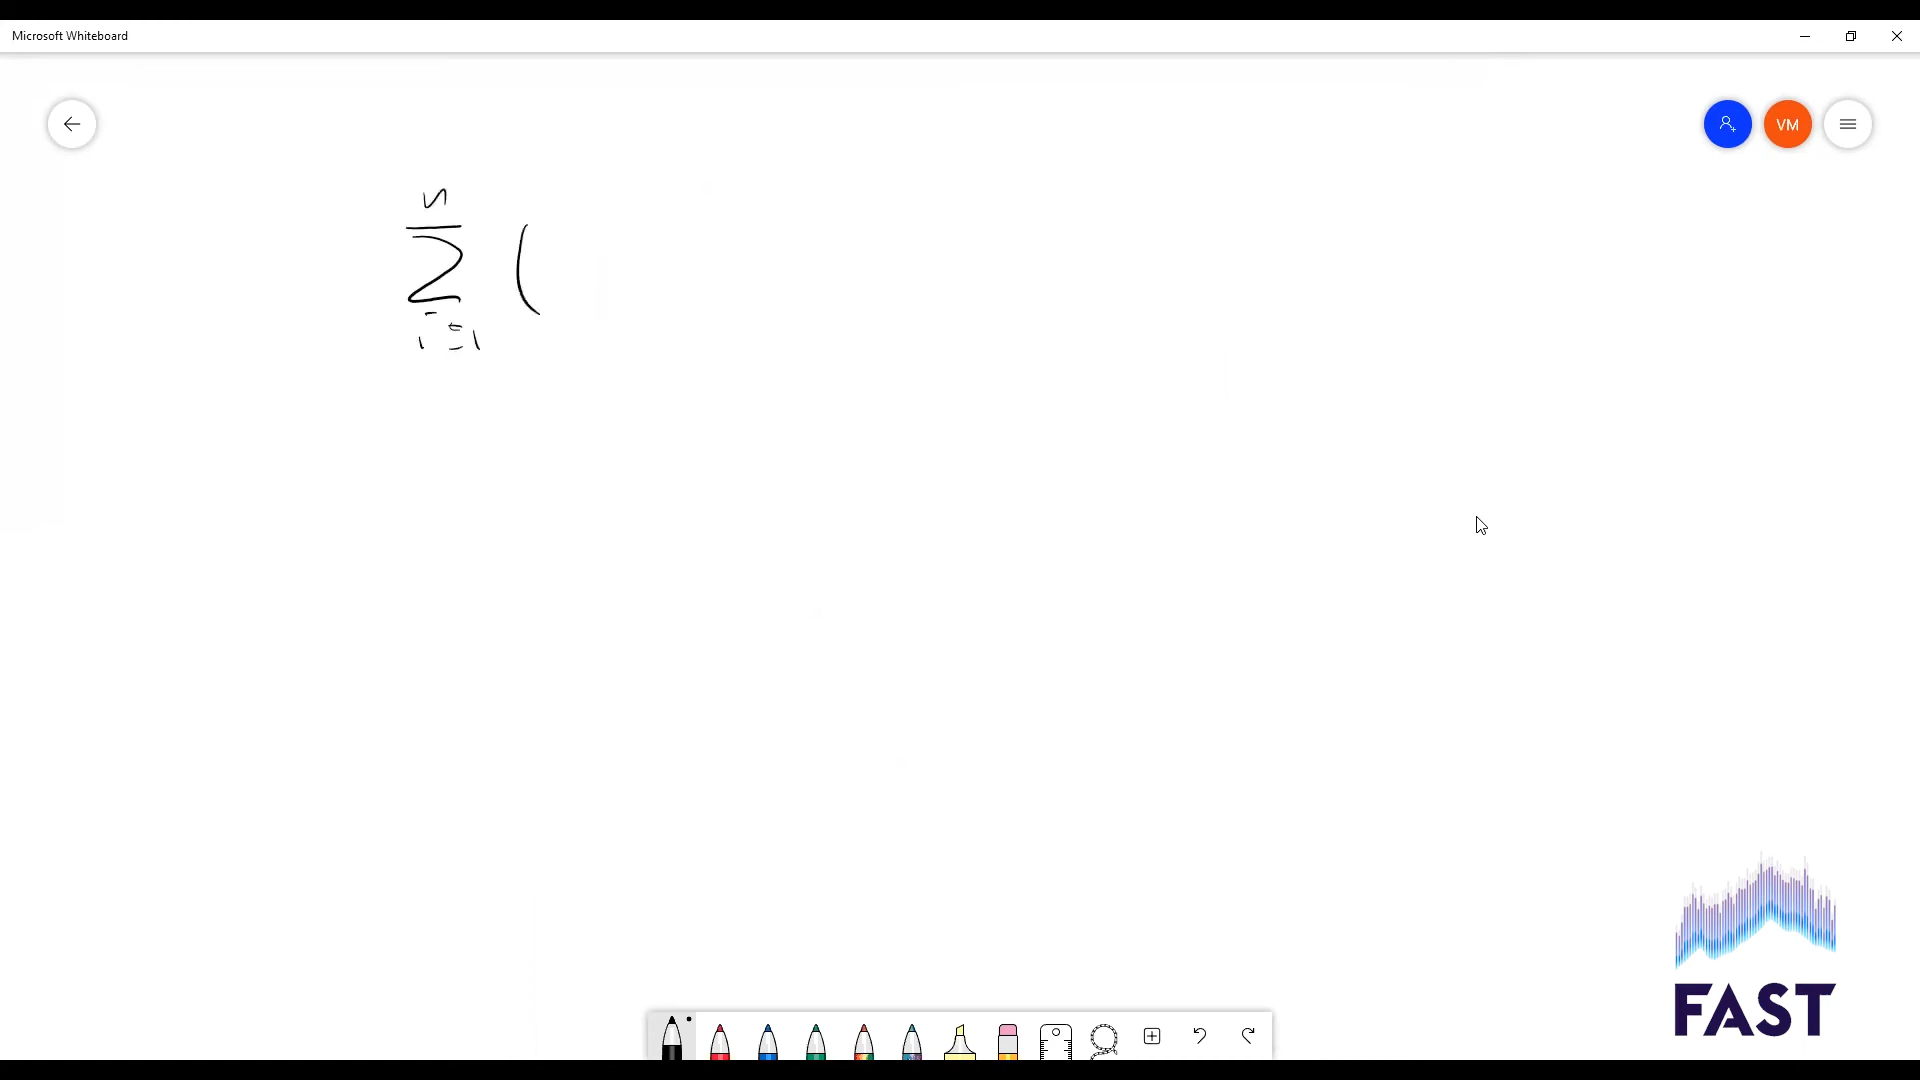 Microsoft Whiteboard
VM
n
Σ (
i=1
FAST